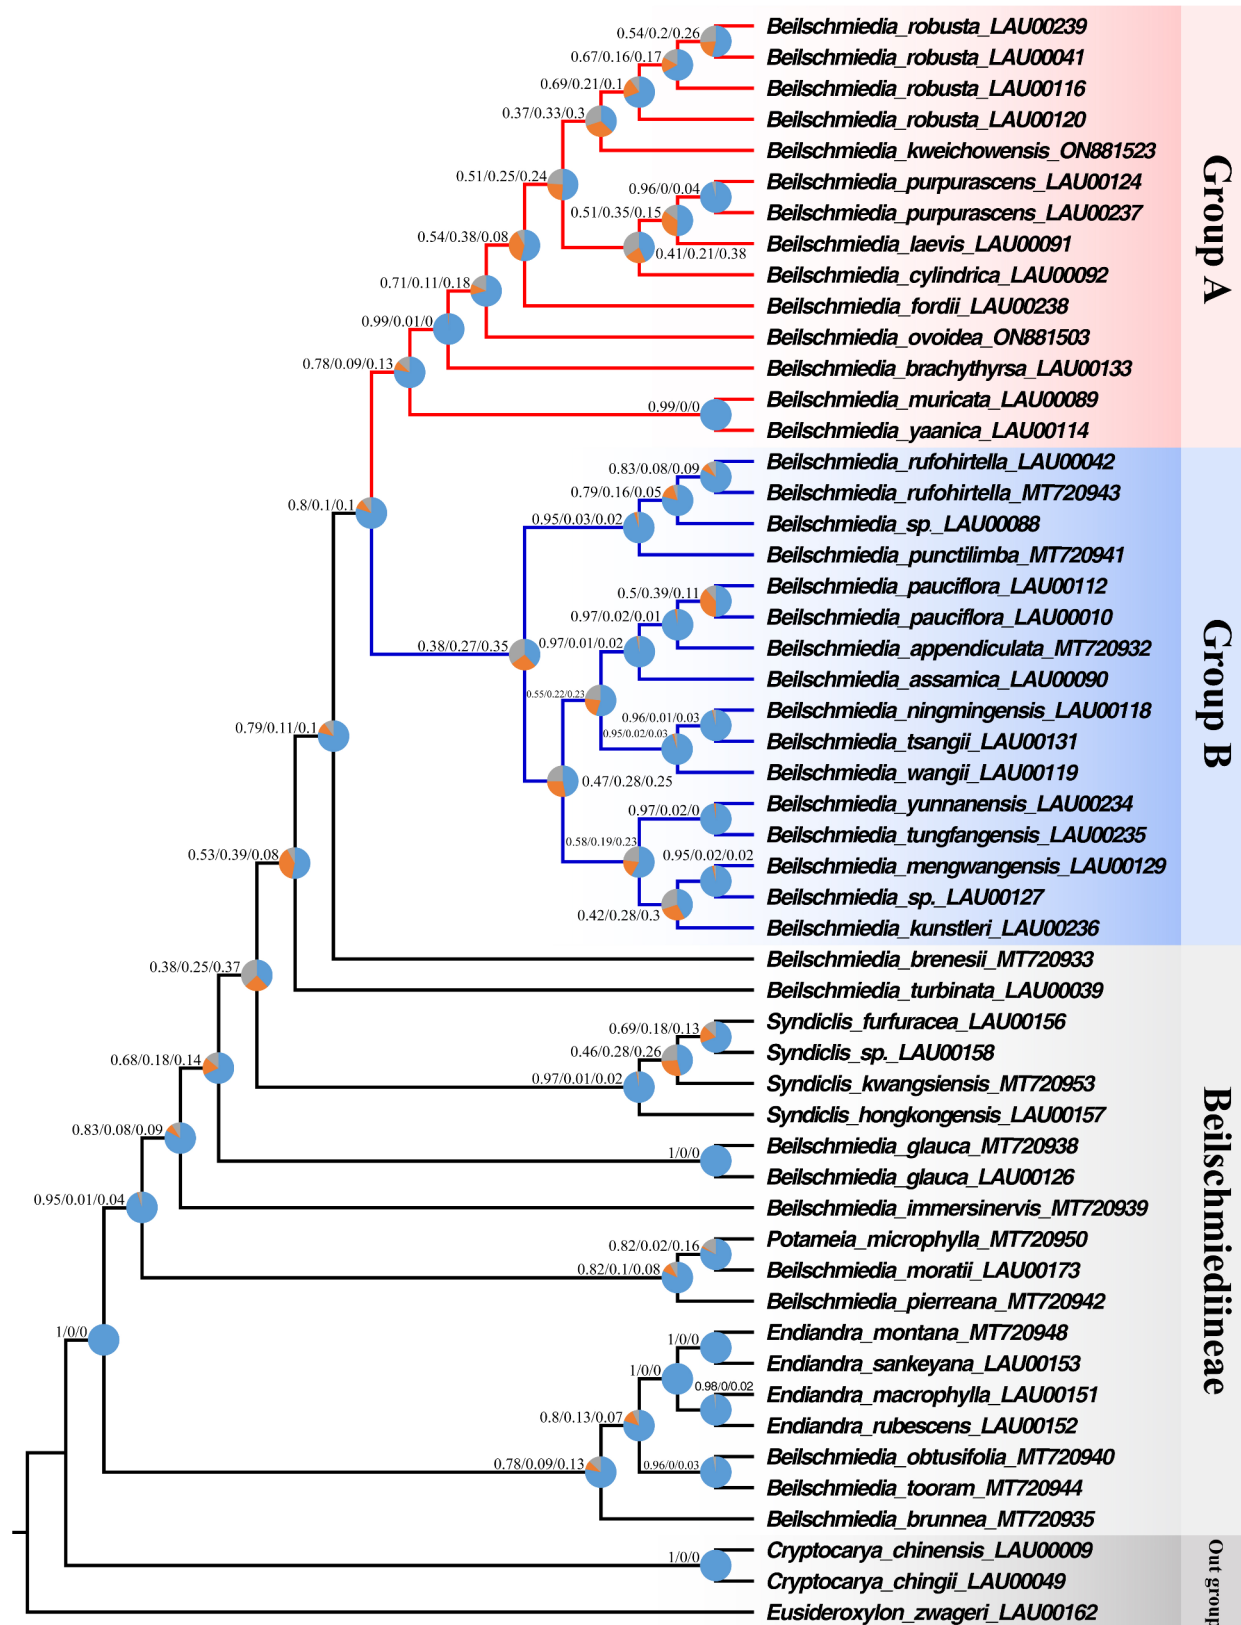 0.54/0.2/0.26 Beilschmiedia_robusta_LAU00239
0.67/0.16/0.17 Beilschmiedia_robusta_LAU00041
0.69/0.21/0.1 Beilschmiedia_robusta_LAU00116
0.37/0.33/0.3 Beilschmiedia_robusta_LAU00120
Beilschmiedia_kweichowensis_ON881523
0.51/0.25/0.24 0.96/0/0.04 Beilschmiedia_purpurascens_LAU00124
0.51/0.35/0.15 Beilschmiedia_purpurascens_LAU00237
0.54/0.38/0.08 0.41/0.21/0.38 Beilschmiedia_laevis_LAU00091
0.71/0.11/0.18 Beilschmiedia_cylindrica_LAU00092
Beilschmiedia_fordii_LAU00238
0.99/0.01/0 Beilschmiedia_ovoidea_ON881503
0.78/0.09/0.13 Beilschmiedia_brachythyrsa_LAU00133
0.99/0/0 Beilschmiedia_muricata_LAU00089
Beilschmiedia_yaanica_LAU00114
Group A
0.83/0.08/0.09 Beilschmiedia_rufohirtella_LAU00042
0.79/0.16/0.05 Beilschmiedia_rufohirtella_MT720943
0.8/0.1/0.1 0.95/0.03/0.02 Beilschmiedia_sp._LAU00088
Beilschmiedia_punctilimba_MT720941
0.5/0.39/0.11 Beilschmiedia_pauciflora_LAU00112
0.97/0.02/0.01 Beilschmiedia_pauciflora_LAU00010
0.38/0.27/0.35 0.97/0.01/0.02 Beilschmiedia_appendiculata_MT720932
0.55/0.22/0.23 Beilschmiedia_assamica_LAU00090
0.96/0.01/0.03 Beilschmiedia_ningmingensis_LAU00118
0.79/0.11/0.1 0.95/0.02/0.03 Beilschmiedia_tsangii_LAU00131
0.47/0.28/0.25 Beilschmiedia_wangii_LAU00119
0.97/0.02/0 Beilschmiedia_yunnanensis_LAU00234
0.58/0.19/0.23 Beilschmiedia_tungfangensis_LAU00235
0.53/0.39/0.08 0.95/0.02/0.02 Beilschmiedia_mengwangensis_LAU00129
Beilschmiedia_sp._LAU00127
0.42/0.28/0.3 Beilschmiedia_kunstleri_LAU00236
Group B
0.38/0.25/0.37 Beilschmiedia_brenesii_MT720933
Beilschmiedia_turbinata_LAU00039
0.69/0.18/0.13 Syndiclis_furfuracea_LAU00156
0.68/0.18/0.14 0.46/0.28/0.26 Syndiclis_sp._LAU00158
0.97/0.01/0.02 Syndiclis_kwangsiensis_MT720953
Syndiclis_hongkongensis_LAU00157
0.83/0.08/0.09 1/0/0 Beilschmiedia_glauca_MT720938
Beilschmiedia_glauca_LAU00126
0.95/0.01/0.04 Beilschmiedia_immersinervis_MT720939
0.82/0.02/0.16 Potameia_microphylla_MT720950
0.82/0.1/0.08 Beilschmiedia_moratii_LAU00173
Beilschmiedia_pierreana_MT720942
1/0/0 1/0/0 Endiandra_montana_MT720948
1/0/0 Endiandra_sankeyana_LAU00153
0.98/0/0.02 Endiandra_macrophylla_LAU00151
0.8/0.13/0.07 Endiandra_rubescens_LAU00152
0.78/0.09/0.13 0.96/0/0.03 Beilschmiedia_obtusifolia_MT720940
Beilschmiedia_tooram_MT720944
Beilschmiedia_brunnea_MT720935
Beilschmiediineae
1/0/0 Cryptocarya_chinensis_LAU00009
Cryptocarya_chingii_LAU00049
Eusideroxylon_zwageri_LAU00162
Out group